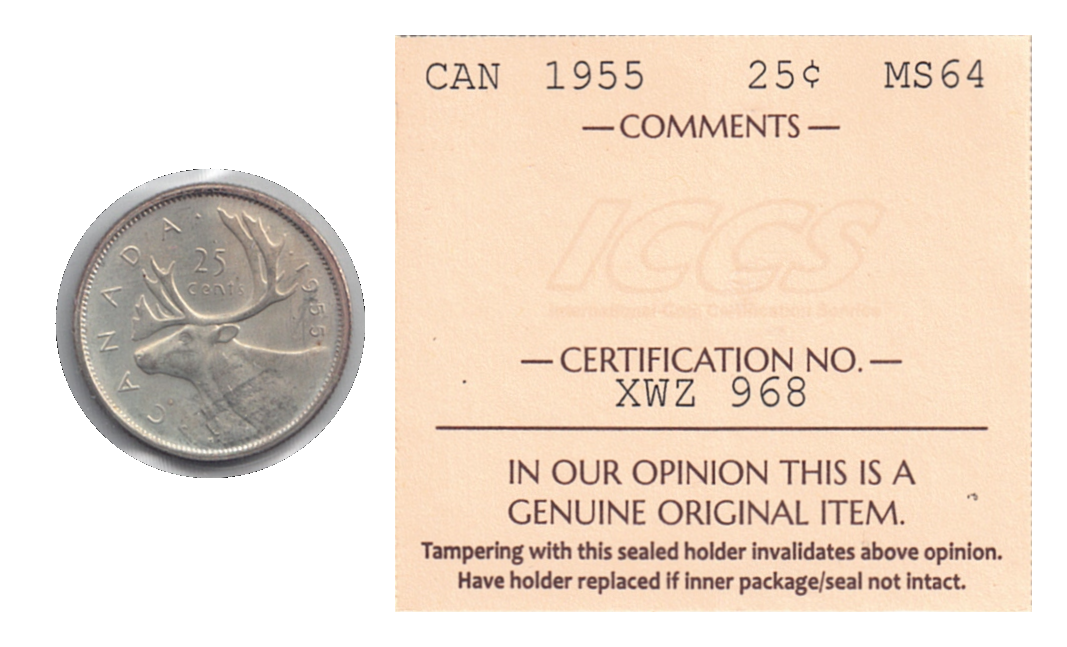 CANADA
25
cents
1955
CAN 1955 25¢ MS64
— COMMENTS —
ICCS
International Coin Certification Service
— CERTIFICATION NO. —
XWZ 968
IN OUR OPINION THIS IS A
GENUINE ORIGINAL ITEM.
Tampering with this sealed holder invalidates above opinion.
Have holder replaced if inner package/seal not intact.